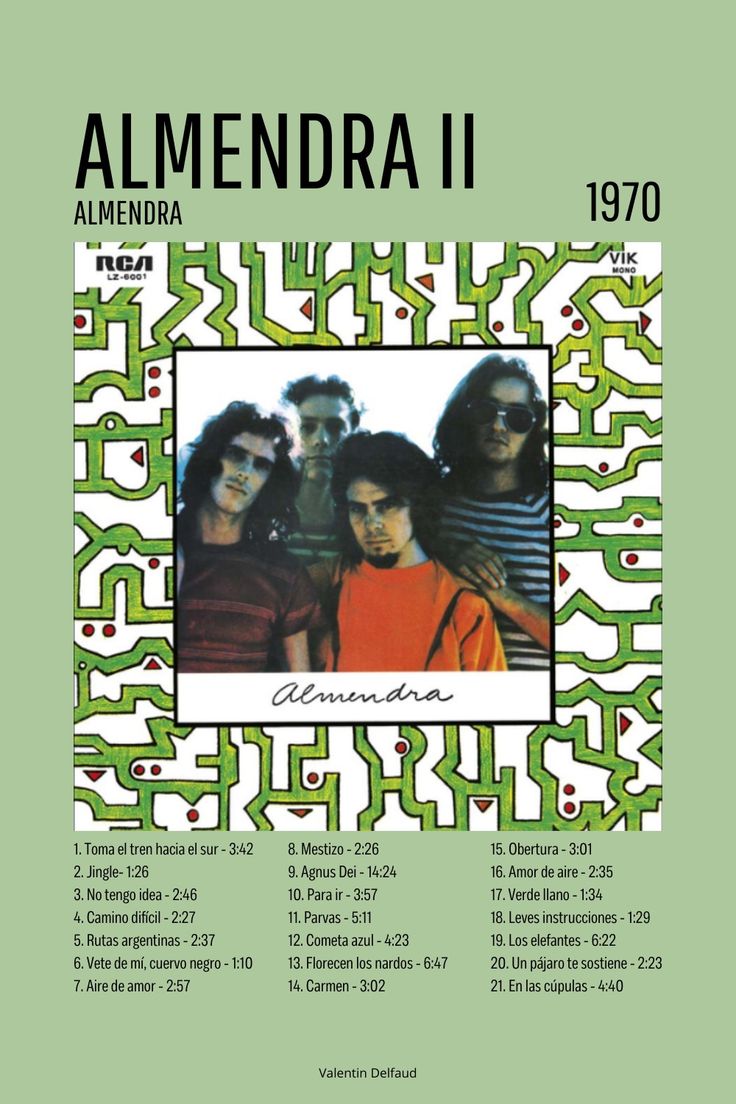 ALMENDRA II
ALMENDRA
1970
RCA
LZ-6001
VIK
MONO
Almendra
1. Toma el tren hacia el sur - 3:42
2. Jingle- 1:26
3. No tengo idea - 2:46
4. Camino difícil - 2:27
5. Rutas argentinas - 2:37
6. Vete de mí, cuervo negro - 1:10
7. Aire de amor - 2:57
8. Mestizo - 2:26
9. Agnus Dei - 14:24
10. Para ir - 3:57
11. Parvas - 5:11
12. Cometa azul - 4:23
13. Florecen los nardos - 6:47
14. Carmen - 3:02
15. Obertura - 3:01
16. Amor de aire - 2:35
17. Verde llano - 1:34
18. Leves instrucciones - 1:29
19. Los elefantes - 6:22
20. Un pájaro te sostiene - 2:23
21. En las cúpulas - 4:40
Valentin Delfaud